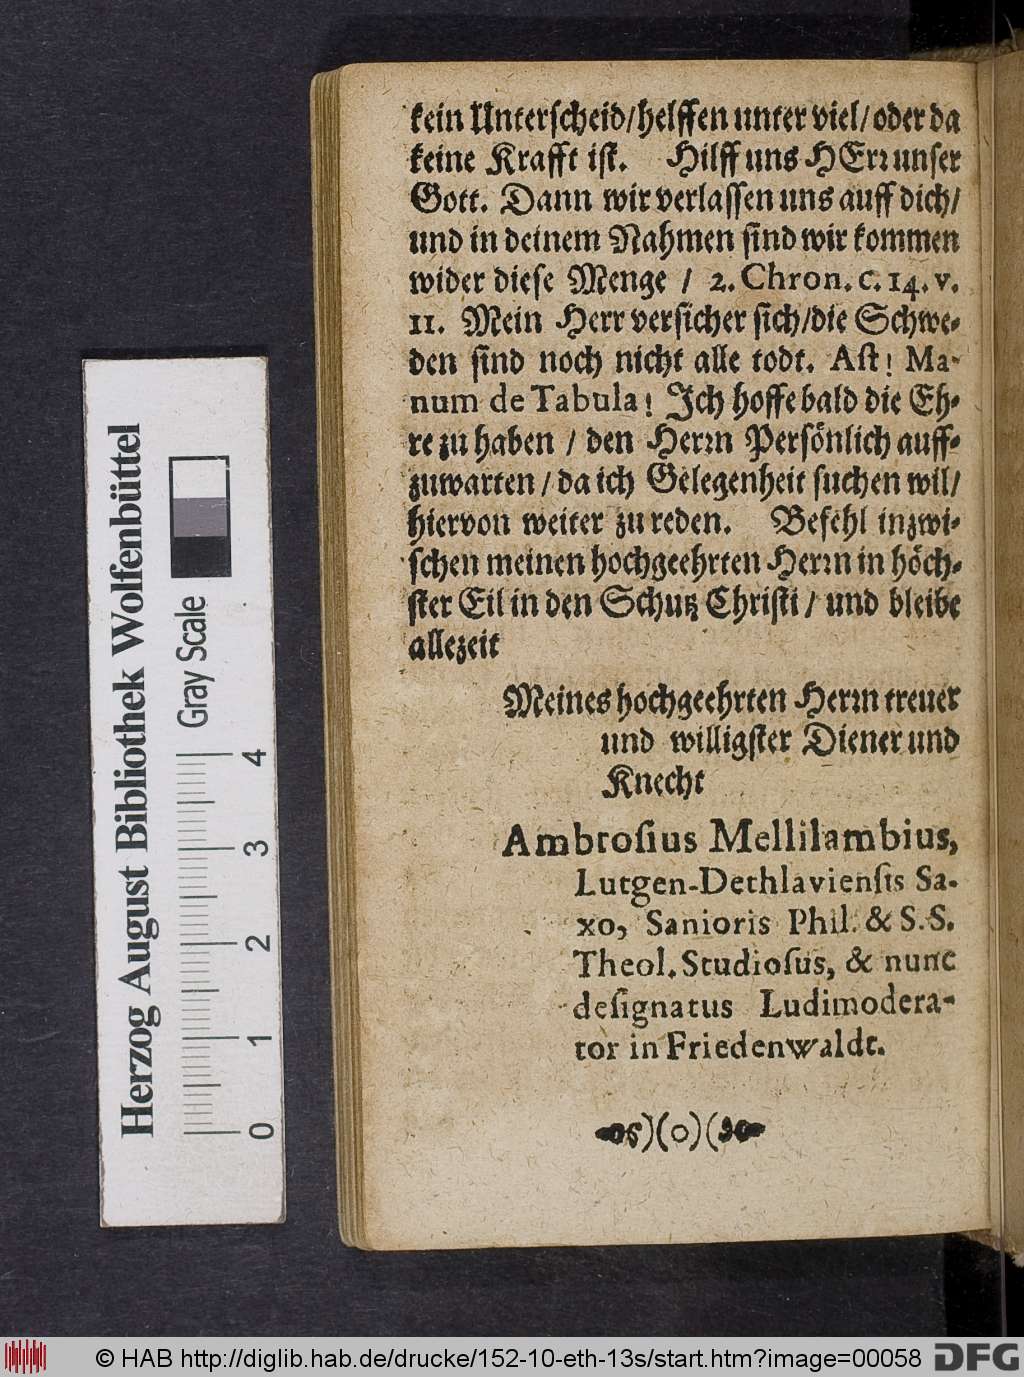 kein Unterscheid/helffen unter viel/oder da
keine Krafft ist. Hilff uns HErꝛ unser
Gott. Dann wir verlassen uns auff dich/
und in deinem Nahmen sind wir kommen
wider diese Menge / 2. Chron. c. 14. v.
11. Mein Herr versicher sich/die Schwe-
den sind noch nicht alle todt. Ast! Ma-
num de Tabula! Jch hoffe bald die Eh-
re zu haben / den Herꝛn Persönlich auff-
zuwarten / da ich Gelegenheit suchen wil/
hiervon weiter zu reden. Befehl inzwi-
schen meinen hochgeehrten Herꝛn in höch-
ster Eil in den Schutz Christi / und bleibe
allezeit
Meines hochgeehrten Herꝛn treuer
und willigster Diener und
Knecht
Ambrosius Mellilambius,
Lutgen-Dethlaviensis Sa-
xo, Sanioris Phil. & S.S.
Theol. Studiosus, & nunc
designatus Ludimodera-
tor in Friedenwaldt.
)(o)(
Herzog August Bibliothek Wolfenbüttel
Gray Scale
0 1 2 3 4
© HAB http://diglib.hab.de/drucke/152-10-eth-13s/start.htm?image=00058
DFG